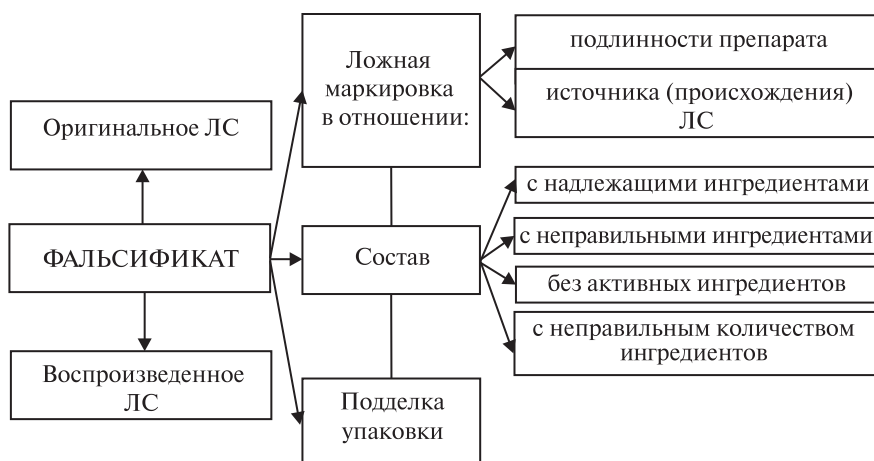 Оригинальное ЛС
ФАЛЬСИФИКАТ
Воспроизведенное
ЛС
Ложная
маркировка
в отношении:
Состав
Подделка
упаковки
подлинности препарата
источника (происхождения)
ЛС
с надлежащими ингредиентами
с неправильными ингредиентами
без активных ингредиентов
с неправильным количеством
ингредиентов